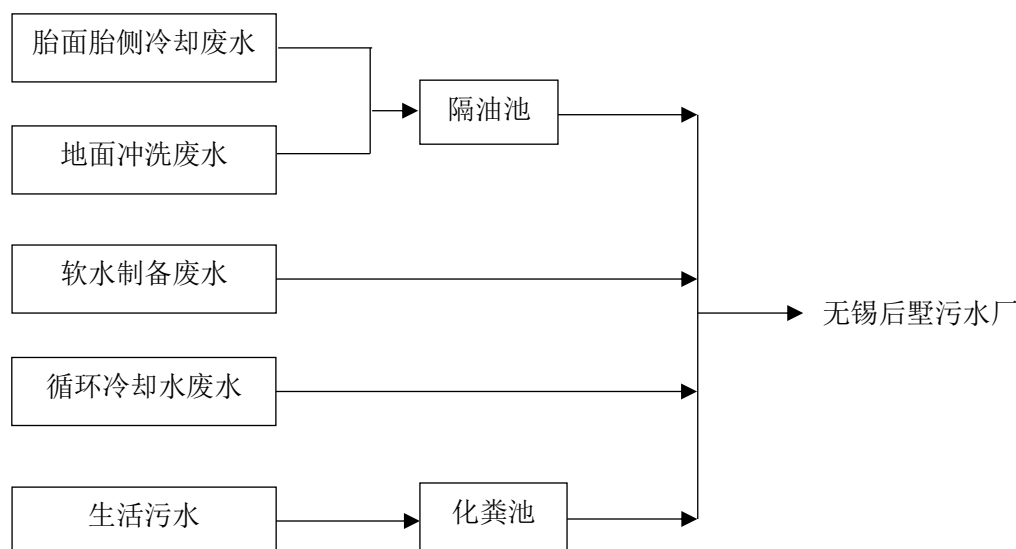 胎面胎侧冷却废水
隔油池
地面冲洗废水
软水制备废水
无锡后墅污水厂
循环冷却水废水
生活污水
化粪池